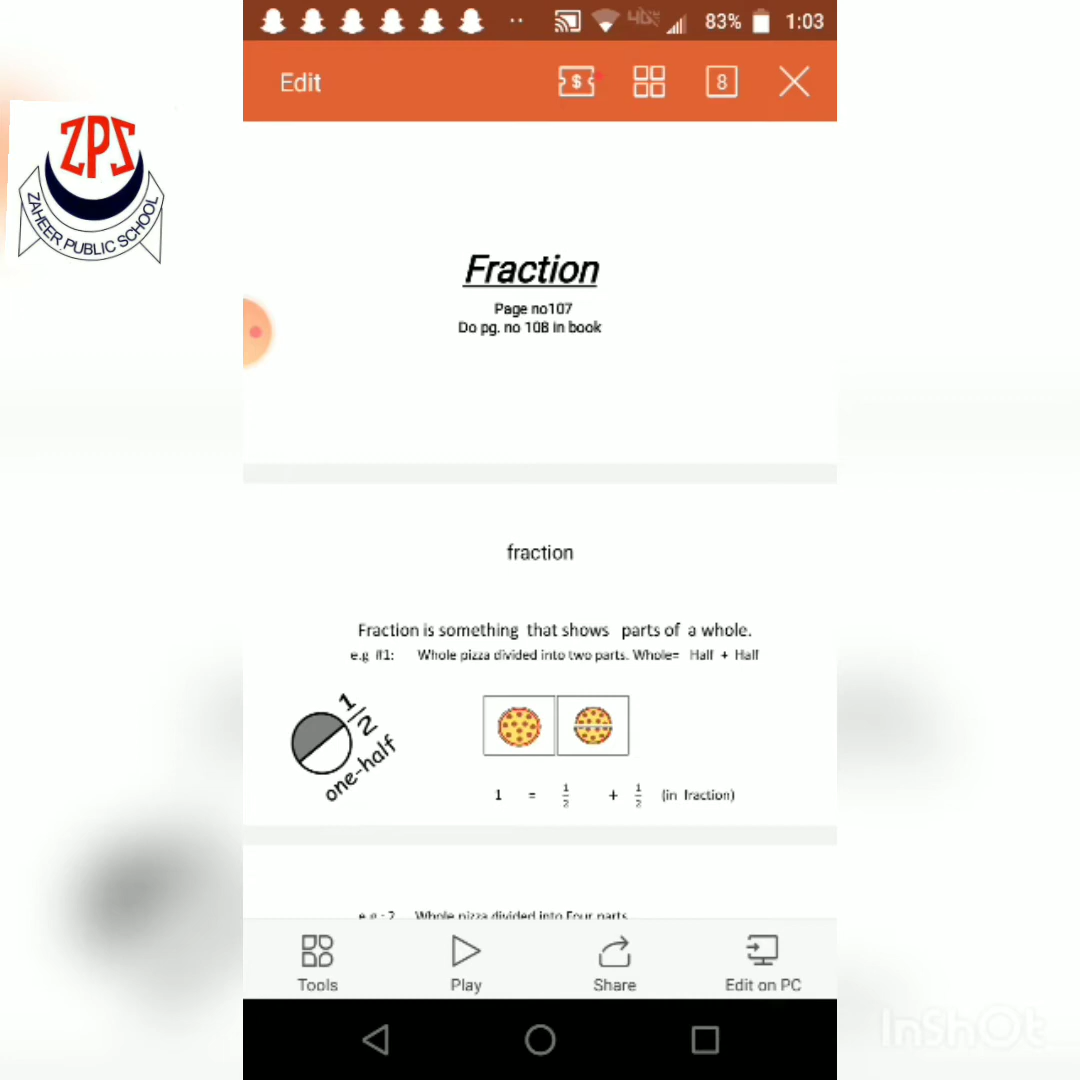 83% 1:03
Edit
$
8
ZPS
ZAHEER PUBLIC SCHOOL
Fraction
Page no107
Do pg. no 108 in book
fraction
Fraction is something that shows parts of a whole.
e.g #1: Whole pizza divided into two parts. Whole= Half + Half
1/2
one-half
1 = 1/2 + 1/2 (in fraction)
e.g : 2 Whole pizza divided into Four parts
Tools
Play
Share
Edit on PC
InShOt